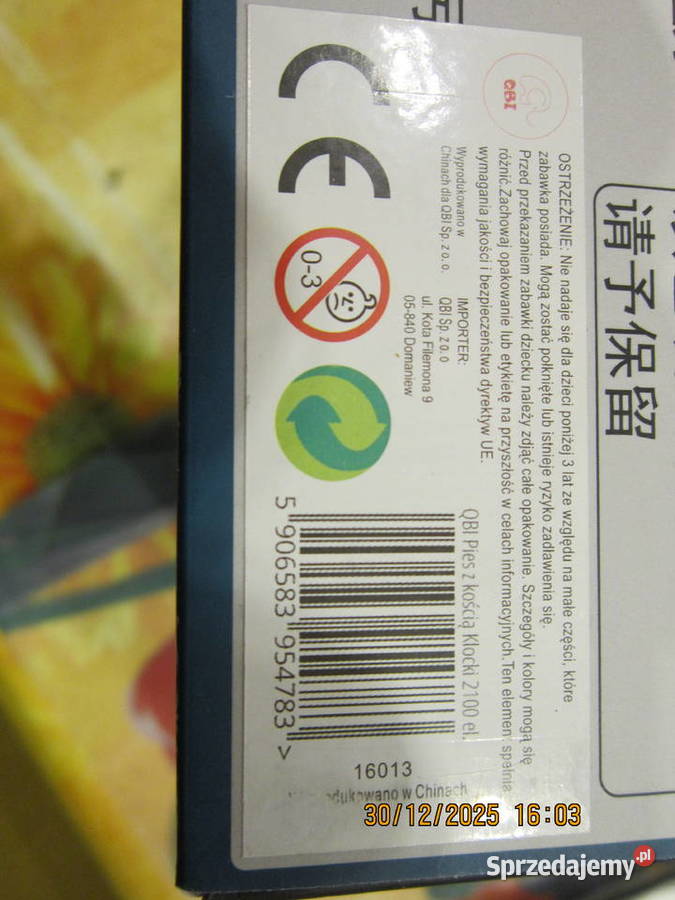 QBI
OSTRZEŻENIE: Nie nadaje się dla dzieci poniżej 3 lat ze względu na małe części, które
zabawka posiada. Mogą zostać połknięte lub istnieje ryzyko zadławienia się.
Przed przekazaniem zabawki dziecku należy zdjąć całe opakowanie. Szczegóły i kolory mogą się
różnić.Zachowaj opakowanie lub etykietę na przyszłość w celach informacyjnych.Ten element spełnia
wymagania jakości i bezpieczeństwa dyrektyw UE.
Wyprodukowano w
Chinach dla QBI Sp. z o.o.
IMPORTER:
QBI Sp. z o.o
ul. Kota Filemona 9
05-840 Domaniew
CE
0-3
QBI Pies z kością Klocki 2100 el.
5 906583 954783 >
16013
w Chinach
请予保留
30/12/2025 16:03
Sprzedajemy.pl